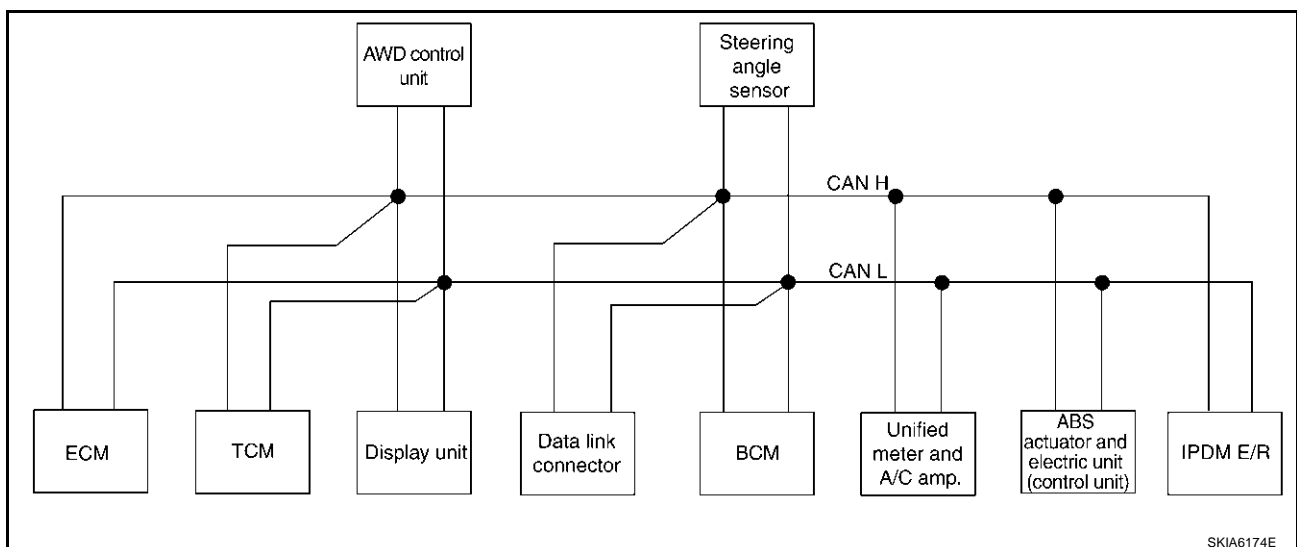 AWD control
unit
Steering
angle
sensor
CAN H
CAN L
ECM
TCM
Display unit
Data link
connector
BCM
Unified
meter and
A/C amp.
ABS
actuator and
electric unit
(control unit)
IPDM E/R
SKIA6174E